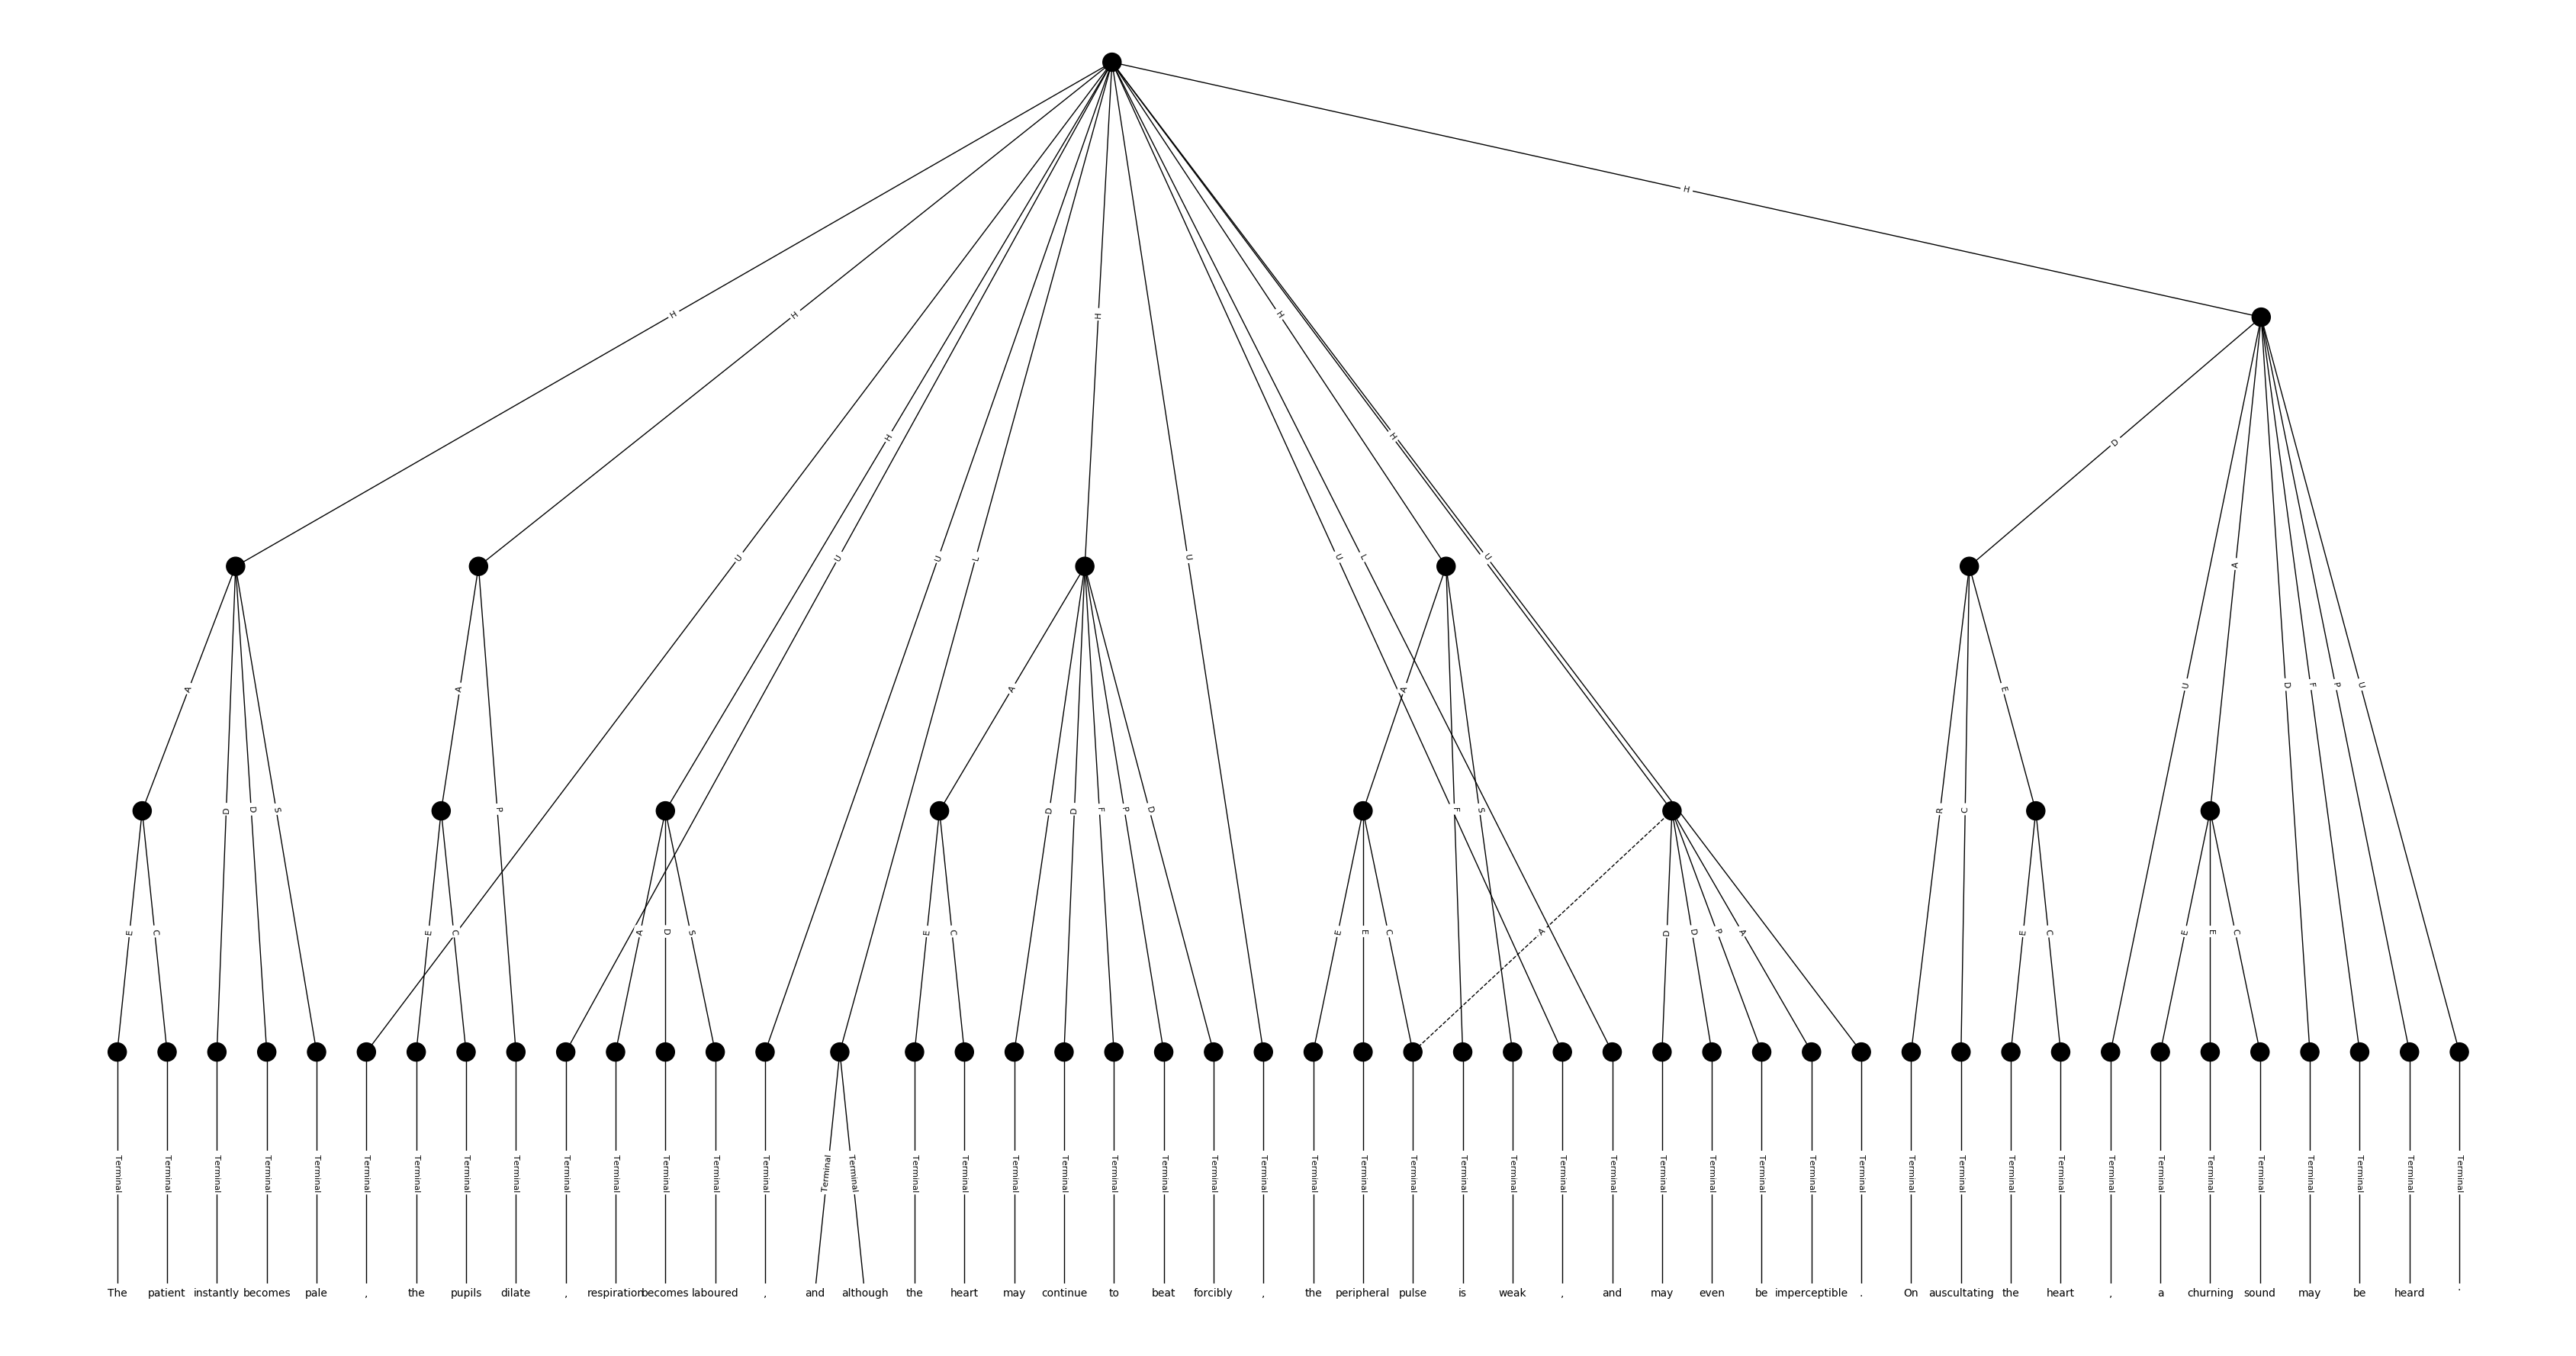 H
H H H H
H H
D
U U U L U U L U A
A A A A U D F P U
D D S P D D F P D F S R C E
E C E C A D S E C E E C A D D P A E C E E C
Terminal Terminal Terminal Terminal Terminal Terminal Terminal Terminal Terminal Terminal Terminal Terminal Terminal Terminal Terminal Terminal Terminal Terminal Terminal Terminal Terminal Terminal Terminal Terminal Terminal Terminal Terminal Terminal Terminal Terminal Terminal Terminal Terminal Terminal Terminal Terminal Terminal Terminal Terminal Terminal Terminal Terminal Terminal Terminal Terminal Terminal Terminal Terminal
The patient instantly becomes pale , the pupils dilate , respiration becomes laboured , and although the heart may continue to beat forcibly , the peripheral pulse is weak , and may even be imperceptible . On auscultating the heart , a churning sound may be heard .